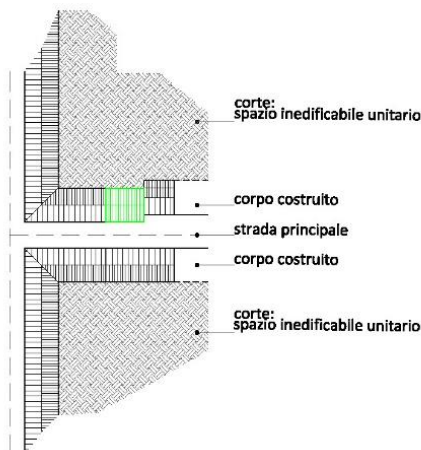 corte:
spazio inedificabile unitario
corpo costruito
strada principale
corpo costruito
corte:
spazio inedificabile unitario